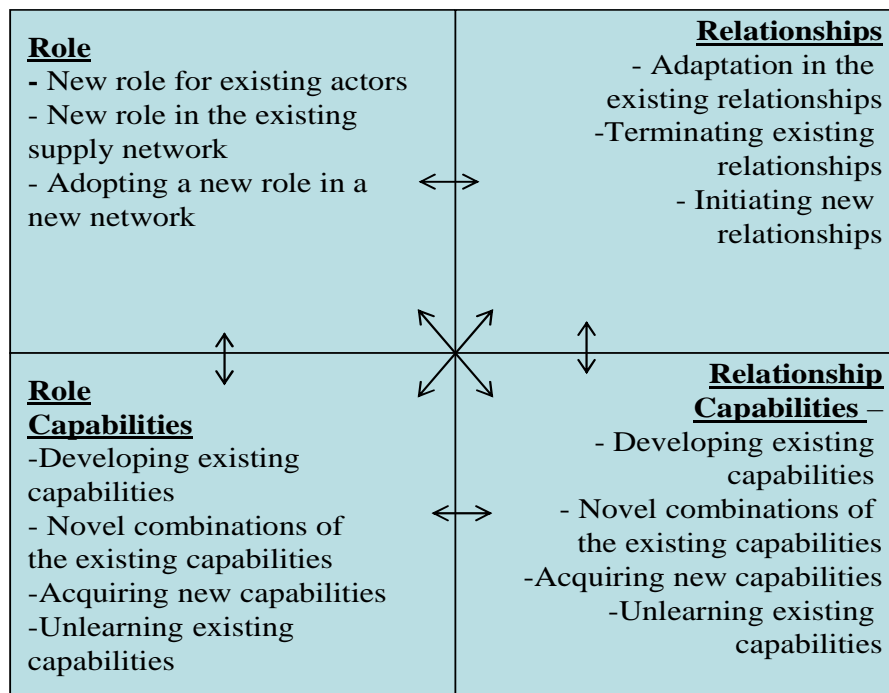 Role
- New role for existing actors
- New role in the existing
supply network
- Adopting a new role in a
new network
Relationships
- Adaptation in the
existing relationships
-Terminating existing
relationships
- Initiating new
relationships
Role
Capabilities
-Developing existing
capabilities
- Novel combinations of
the existing capabilities
-Acquiring new capabilities
-Unlearning existing
capabilities
Relationship
Capabilities –
- Developing existing
capabilities
- Novel combinations of
the existing capabilities
-Acquiring new capabilities
-Unlearning existing
capabilities